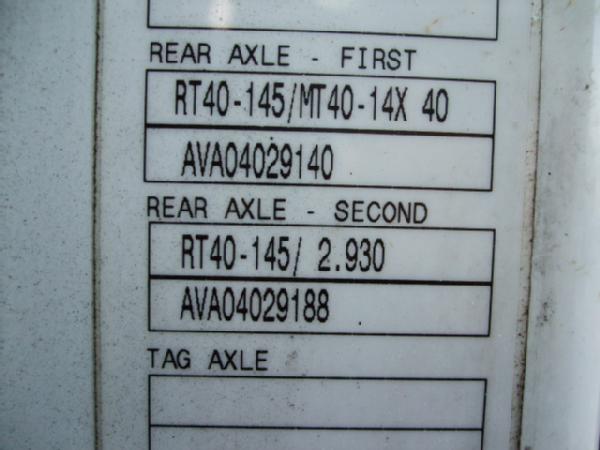 REAR AXLE - FIRST
RT40-145/MT40-14X 40
AVA04029140
REAR AXLE - SECOND
RT40-145/ 2.930
AVA04029188
TAG AXLE